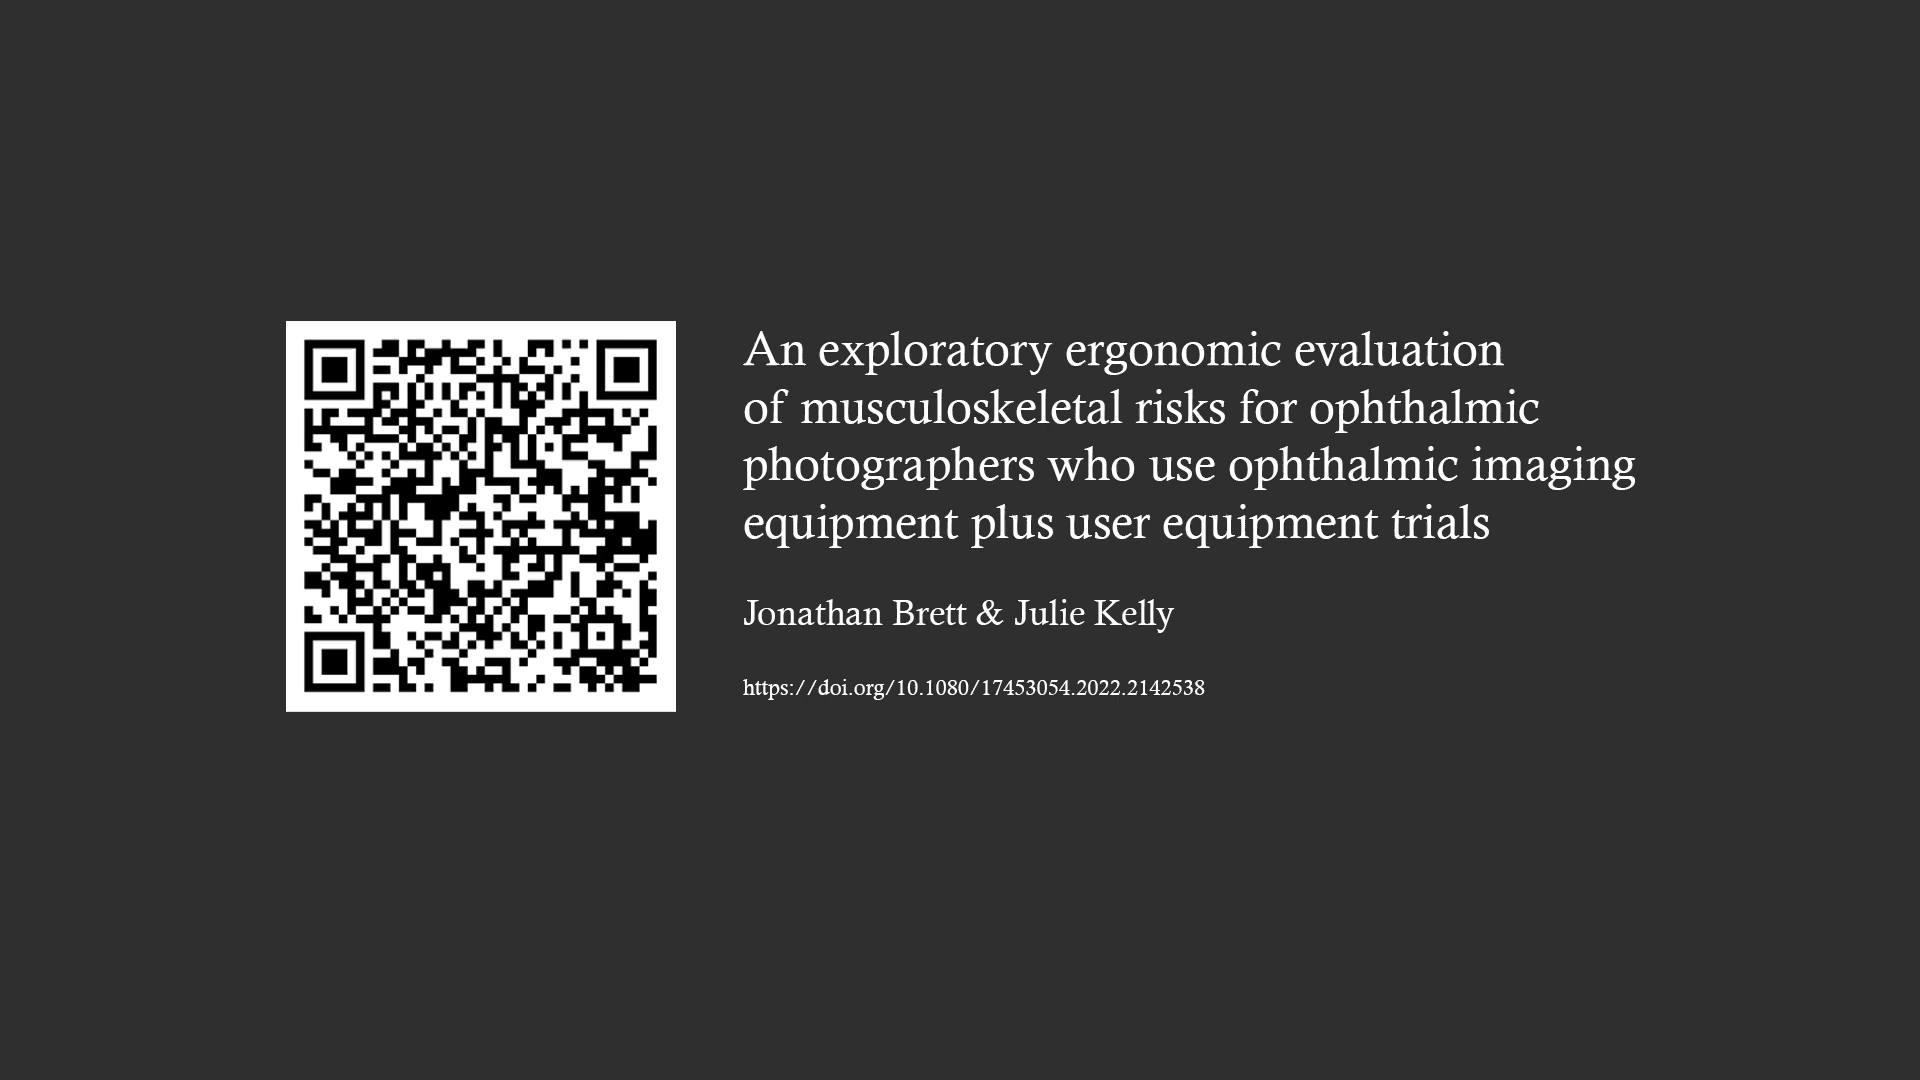 An exploratory ergonomic evaluation
of musculoskeletal risks for ophthalmic
photographers who use ophthalmic imaging
equipment plus user equipment trials
Jonathan Brett & Julie Kelly
https://doi.org/10.1080/17453054.2022.2142538